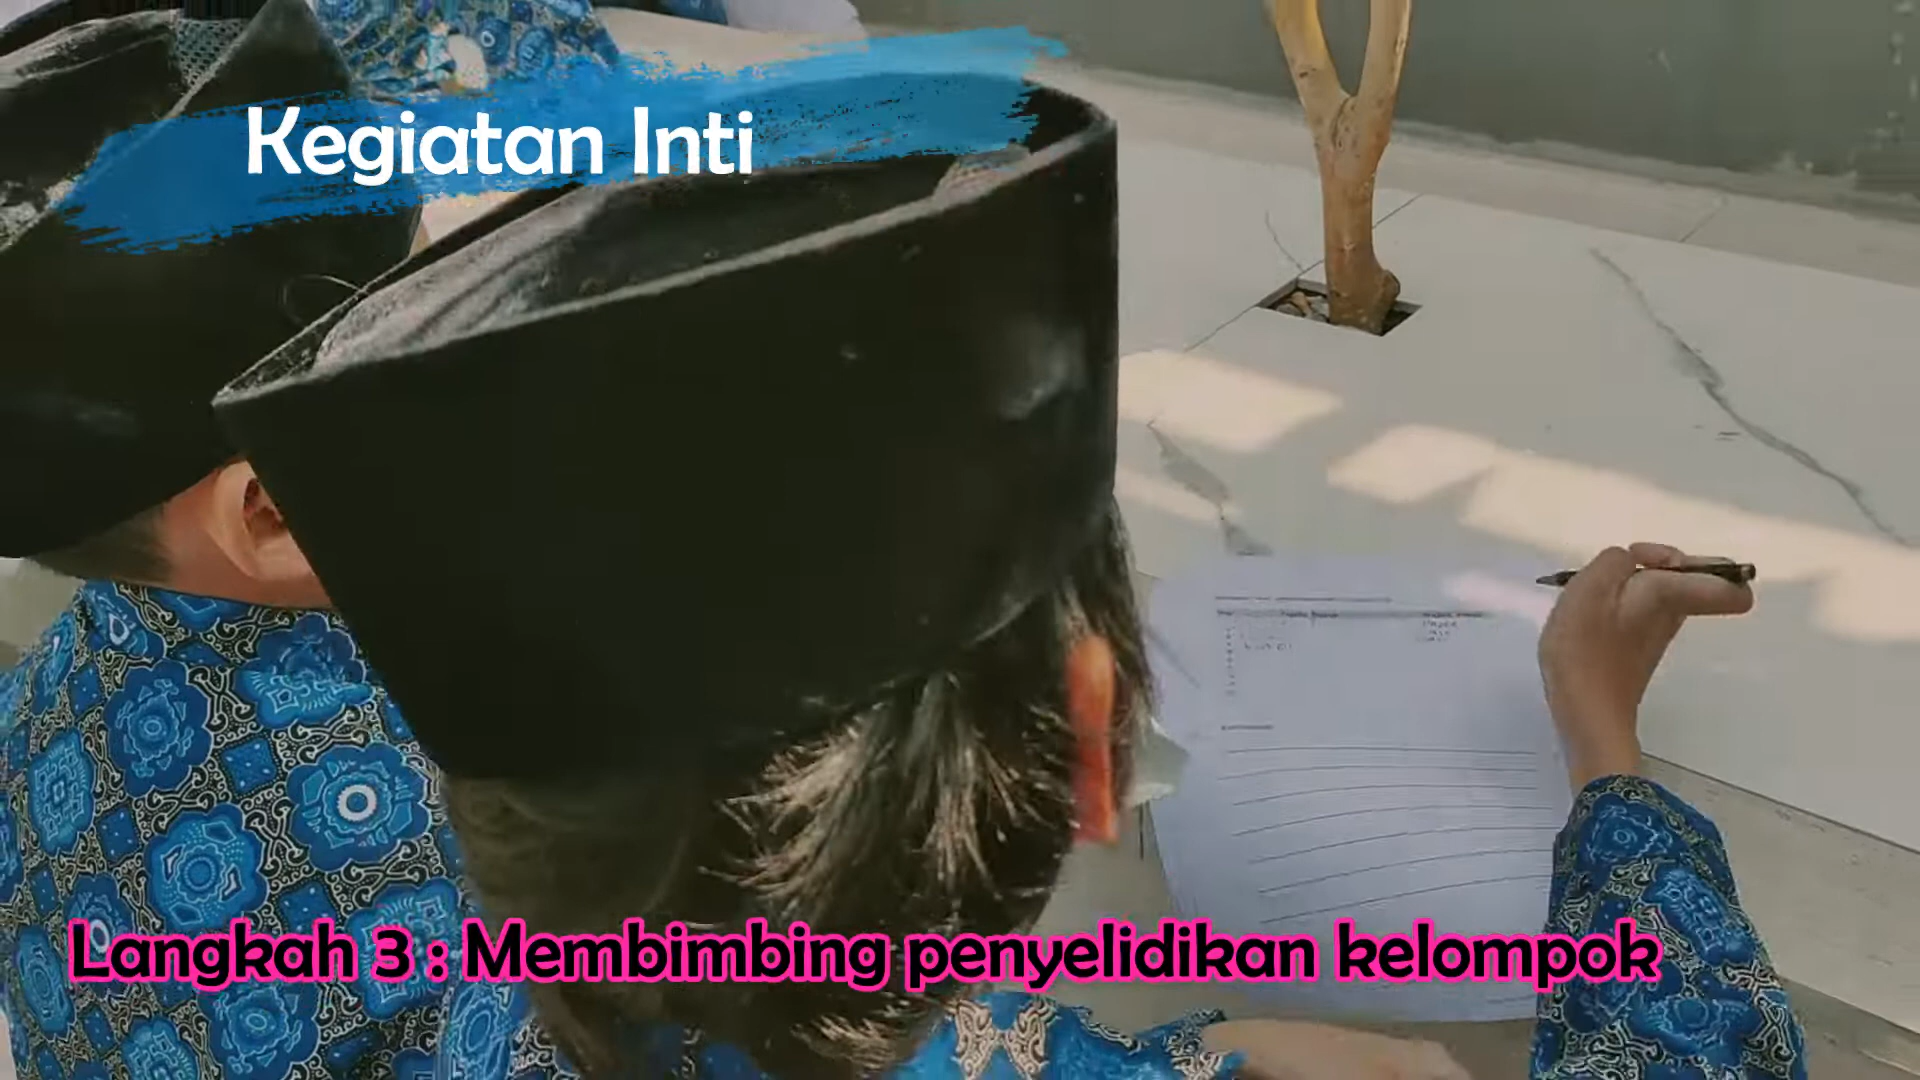 Kegiatan Inti
Langkah 3 : Membimbing penyelidikan kelompok